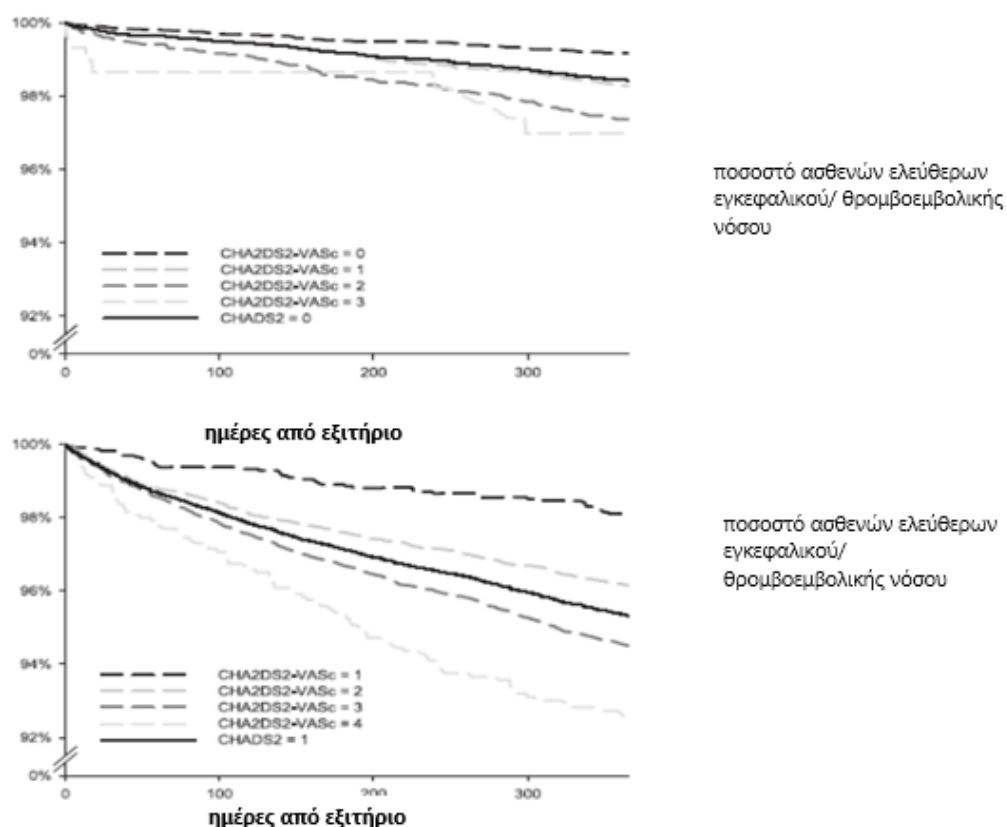 100%
98%
96%
94%
92%
0%
CHA2DS2-VASc = 0
CHA2DS2-VASc = 1
CHA2DS2-VASc = 2
CHA2DS2-VASc = 3
CHADS2 = 0
0 100 200 300
ποσοστό ασθενών ελεύθερων
εγκεφαλικού/ θρομβοεμβολικής
νόσου
ημέρες από εξιτήριο
100%
98%
96%
94%
92%
0%
CHA2DS2-VASc = 1
CHA2DS2-VASc = 2
CHA2DS2-VASc = 3
CHA2DS2-VASc = 4
CHADS2 = 1
0 100 200 300
ποσοστό ασθενών ελεύθερων
εγκεφαλικού/
θρομβοεμβολικής νόσου
ημέρες από εξιτήριο